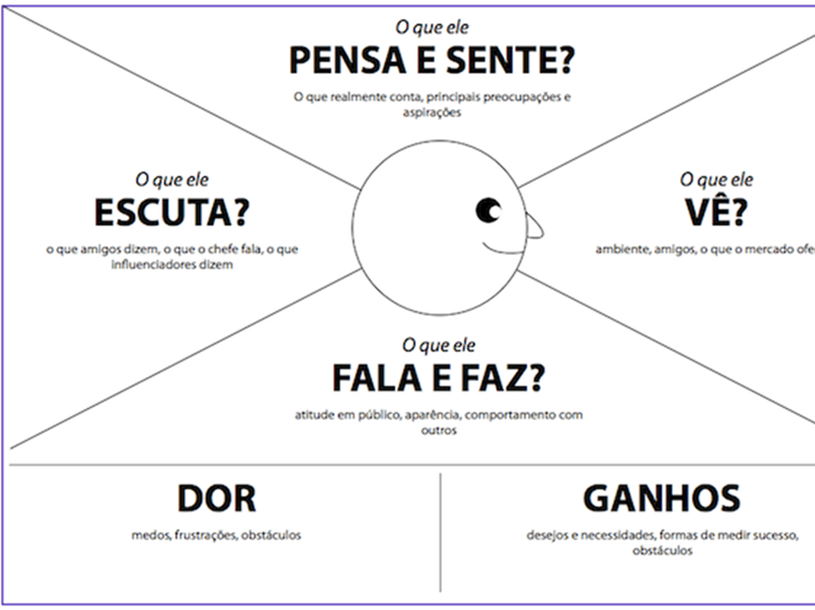 O que ele
PENSA E SENTE?
O que realmente conta, principais preocupações e
aspirações
O que ele
ESCUTA?
o que amigos dizem, o que o chefe fala, o que
influenciadores dizem
O que ele
VÊ?
ambiente, amigos, o que o mercado
O que ele
FALA E FAZ?
atitude em público, aparência, comportamento com
outros
DOR
medos, frustrações, obstáculos
GANHOS
desejos e necessidades, formas de medir sucesso,
obstáculos